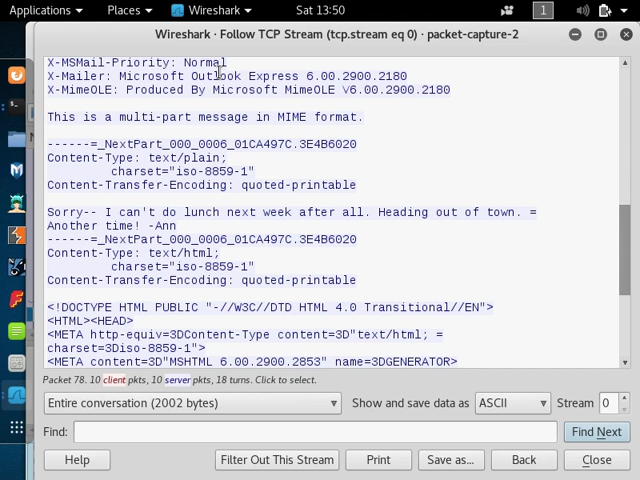 Applications
Places
Wireshark
Sat 13:50
1
Wireshark · Follow TCP Stream (tcp.stream eq 0) · packet-capture-2
X-MSMail-Priority: Normal
X-Mailer: Microsoft Outlook Express 6.00.2900.2180
X-MimeOLE: Produced By Microsoft MimeOLE V6.00.2900.2180
This is a multi-part message in MIME format.
------=_NextPart_000_0006_01CA497C.3E4B6020
Content-Type: text/plain;
charset="iso-8859-1"
Content-Transfer-Encoding: quoted-printable
Sorry-- I can't do lunch next week after all. Heading out of town. =
Another time! -Ann
------=_NextPart_000_0006_01CA497C.3E4B6020
Content-Type: text/html;
charset="iso-8859-1"
Content-Transfer-Encoding: quoted-printable
<!DOCTYPE HTML PUBLIC "-//W3C//DTD HTML 4.0 Transitional//EN">
<HTML><HEAD>
<META http-equiv=3DContent-Type content=3D"text/html; =
charset=3Diso-8859-1">
<META content=3D"MSHTML 6.00.2900.2853" name=3DGENERATOR>
Packet 78. 10 client pkts, 10 server pkts, 18 turns. Click to select.
Entire conversation (2002 bytes)
Show and save data as
ASCII
Stream
0
Find:
Find Next
Help
Filter Out This Stream
Print
Save as...
Back
Close